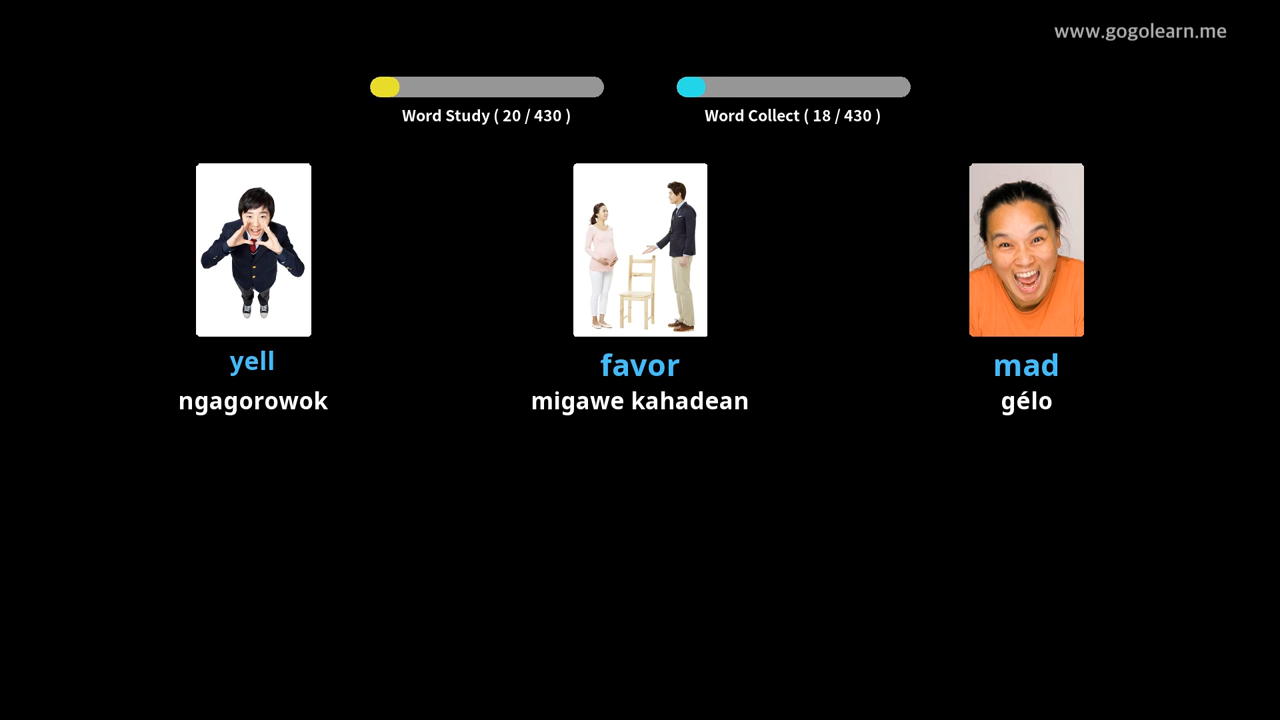 www.gogolearn.me
Word Study ( 20 / 430 )
Word Collect ( 18 / 430 )
yell
favor
mad
ngagorowok
migawe kahadean
gélo